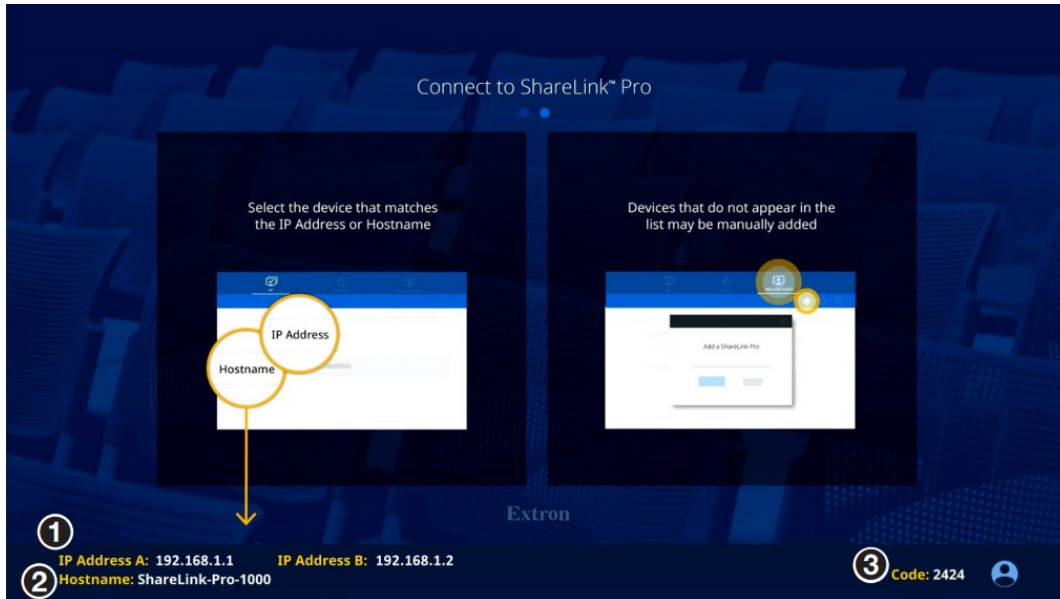 Connect to ShareLink™ Pro
Select the device that matches
the IP Address or Hostname
IP Address
Hostname
Devices that do not appear in the
list may be manually added
Manually Added
Add a ShareLink Pro
Extron
1
IP Address A: 192.168.1.1 IP Address B: 192.168.1.2
2 Hostname: ShareLink-Pro-1000
3 Code: 2424